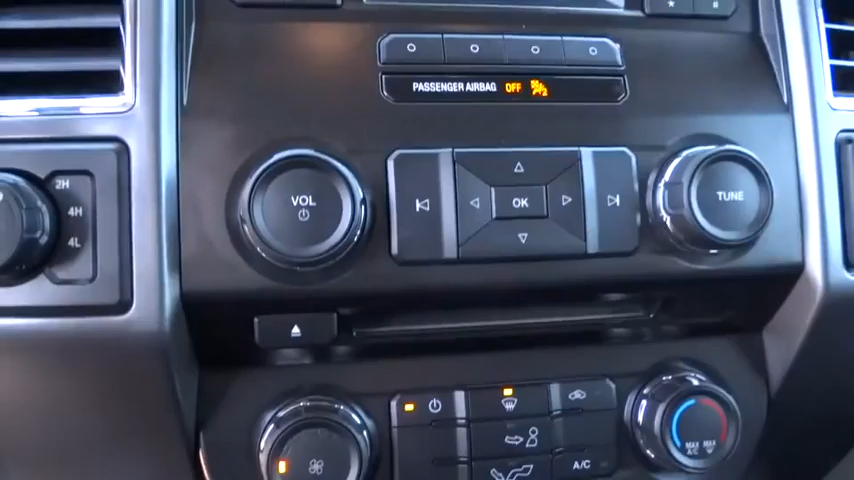 PASSENGER AIRBAG OFF
2H
4H
4L
VOL
OK
TUNE
A/C
MAX A/C
MAX